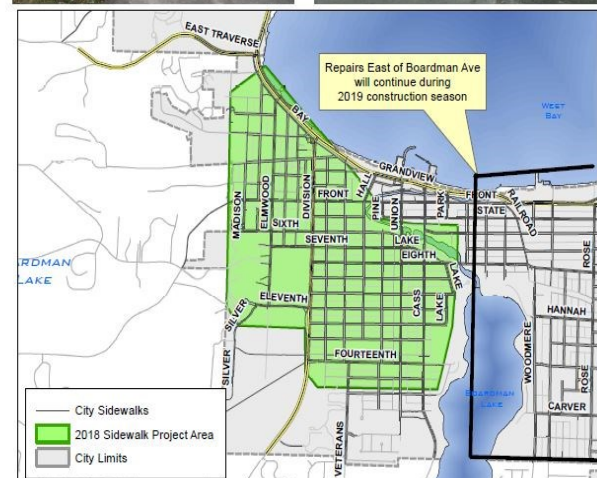 EAST TRAVERSE
Repairs East of Boardman Ave
will continue during
2019 construction season
WEST
BAY
BAY
GRANDVIEW
HALL
FRONT
PINE
UNION
PARK
FRONT
STATE
RAILROAD
MADISON
ELMWOOD
DIVISION
SIXTH
SEVENTH
LAKE
EIGHTH
LAKE
ROSE
RDMAN
LAKE
ELEVENTH
SILVER
CASS
LAKE
HANNAH
WOODMERE
FOURTEENTH
SILVER
ROSE
BOARDMAN
LAKE
CARVER
VETERANS
City Sidewalks
2018 Sidewalk Project Area
City Limits